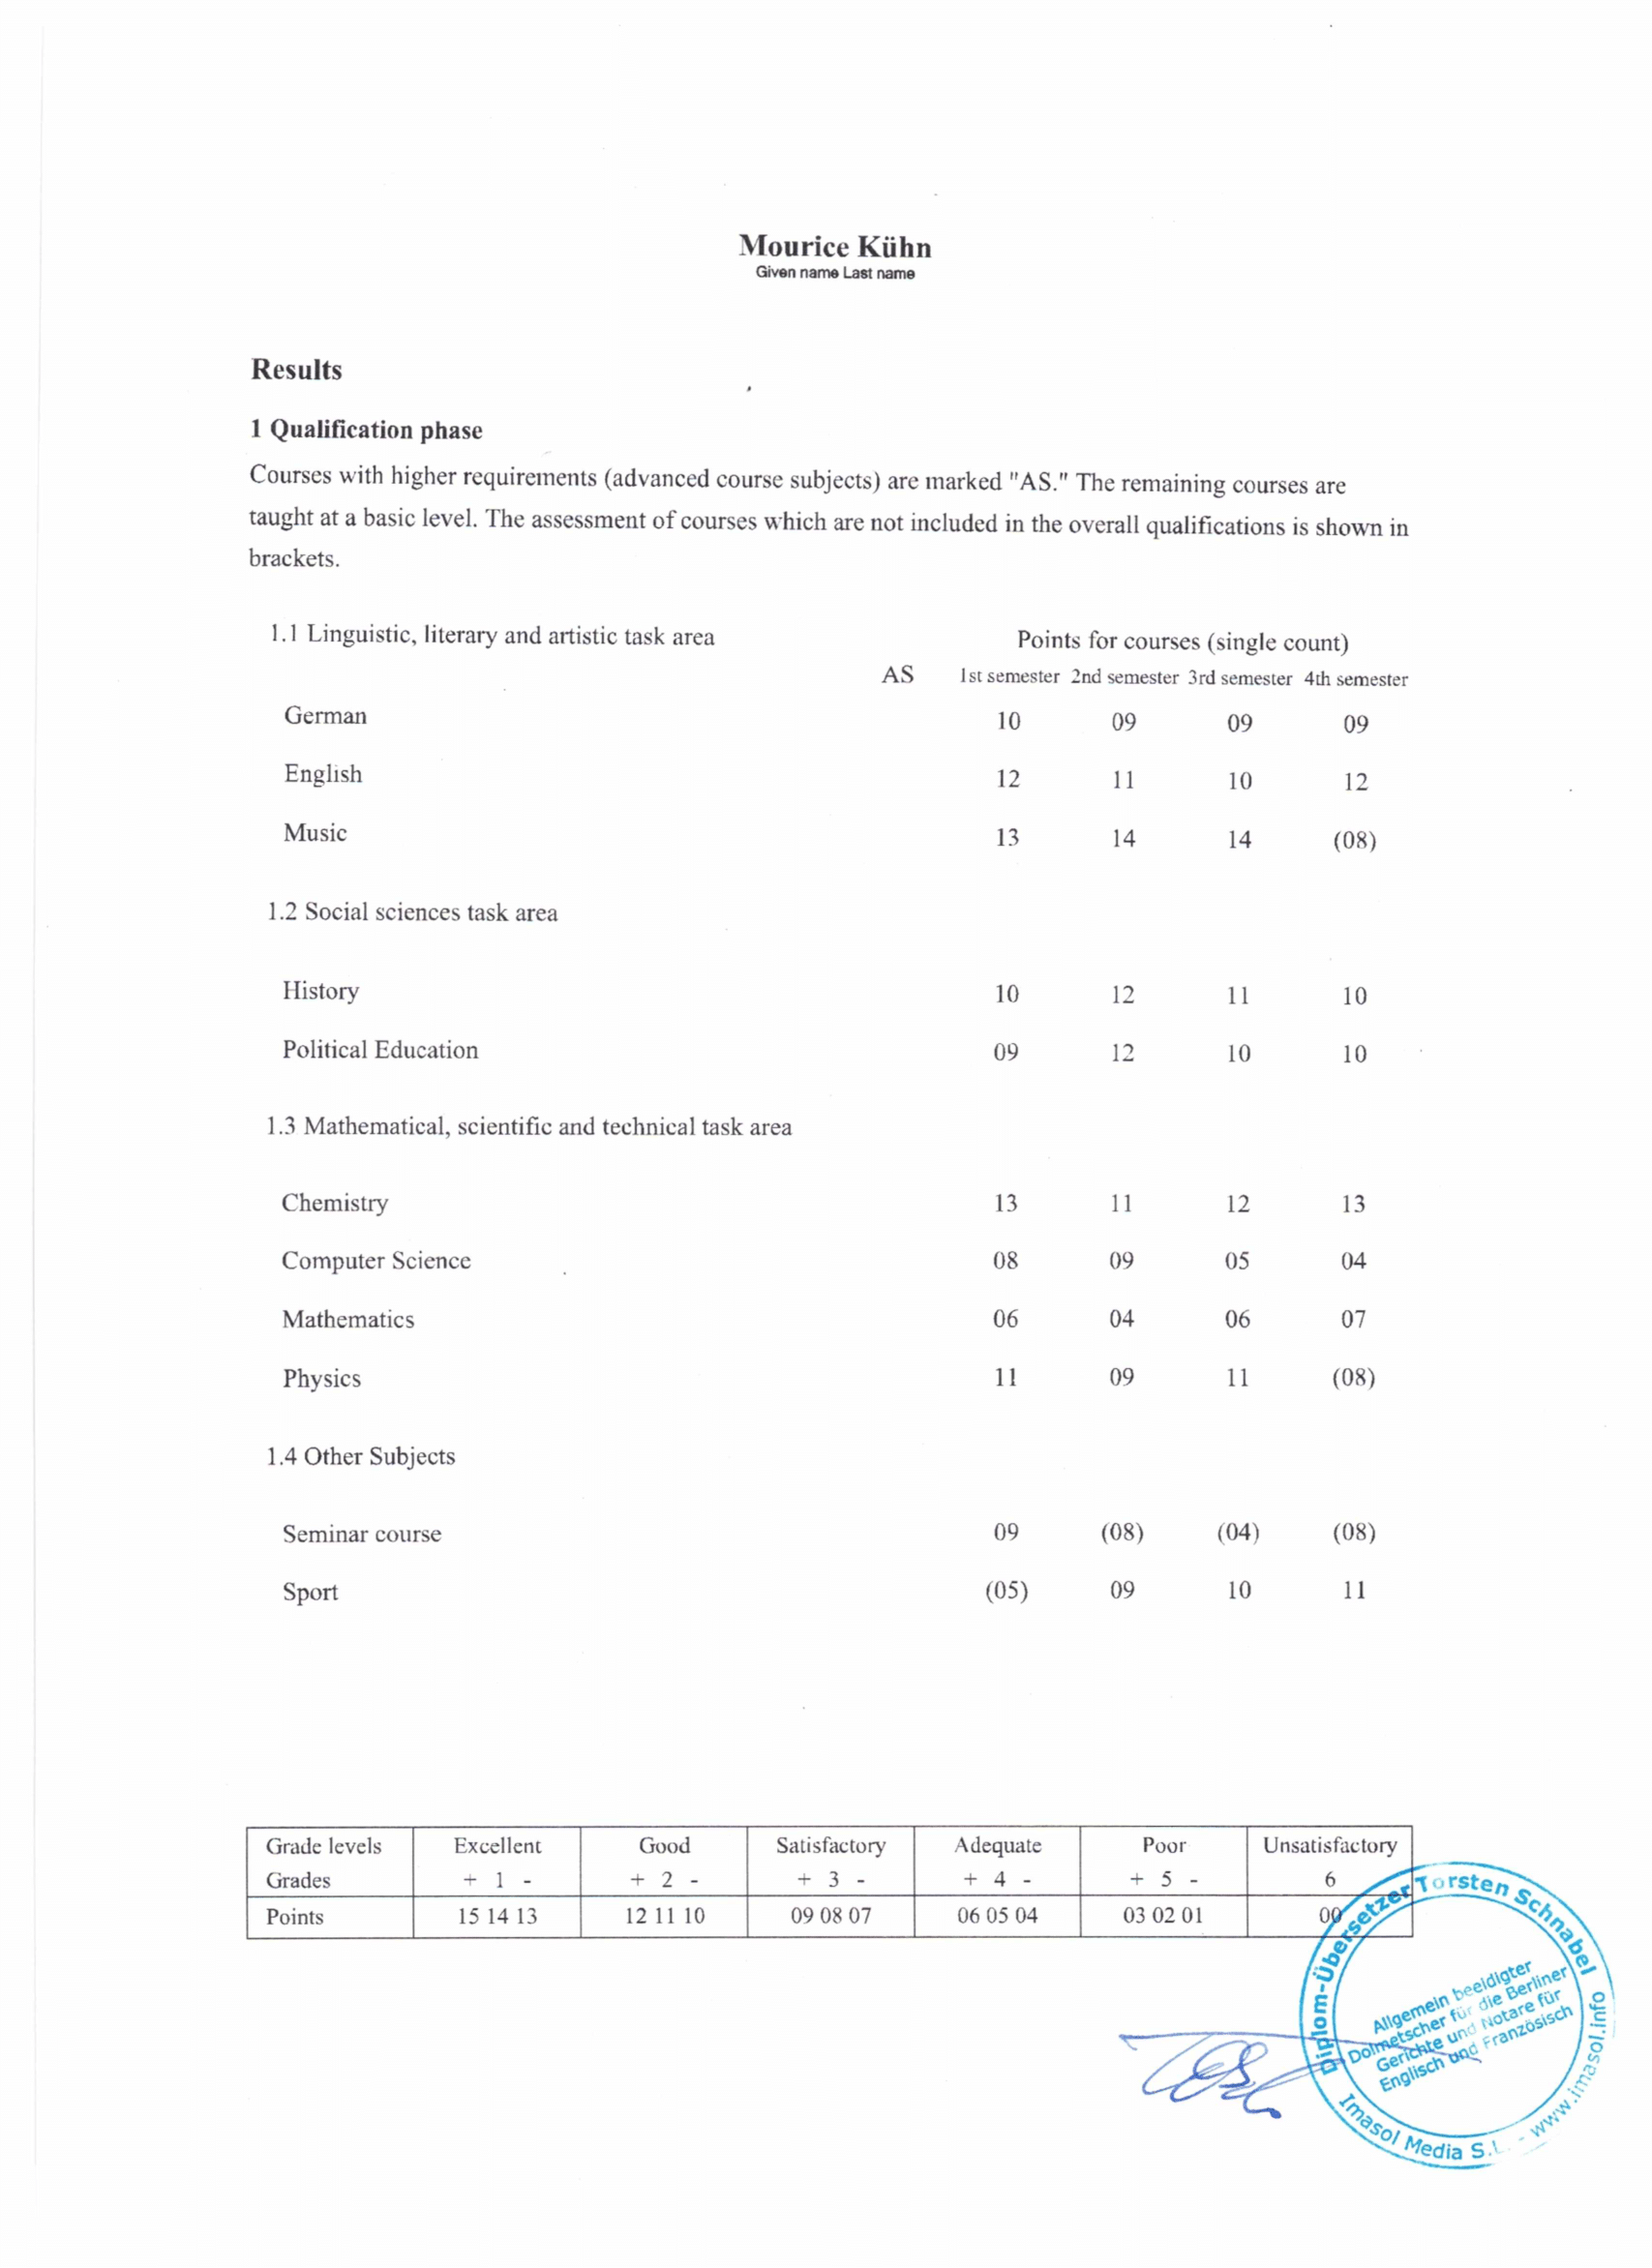 Mourice Kühn
Given name Last name
Results
1 Qualification phase
Courses with higher requirements (advanced course subjects) are marked "AS." The remaining courses are
taught at a basic level. The assessment of courses which are not included in the overall qualifications is shown in
brackets.
1.1 Linguistic, literary and artistic task area Points for courses (single count)
AS 1st semester 2nd semester 3rd semester 4th semester
German 10 09 09 09
English 12 11 10 12
Music 13 14 14 (08)
1.2 Social sciences task area
History 10 12 11 10
Political Education 09 12 10 10
1.3 Mathematical, scientific and technical task area
Chemistry 13 11 12 13
Computer Science 08 09 05 04
Mathematics 06 04 06 07
Physics 11 09 11 (08)
1.4 Other Subjects
Seminar course 09 (08) (04) (08)
Sport (05) 09 10 11
Grade levels Excellent Good Satisfactory Adequate Poor Unsatisfactory
Grades + 1 - + 2 - + 3 - + 4 - + 5 - 6
Points 15 14 13 12 11 10 09 08 07 06 05 04 03 02 01 00
Diplom-Übersetzer Torsten Schnabel
Allgemein beeidigter
Dolmetscher für die Berliner
Gerichte und Notare für
Englisch und Französisch
Imasol Media S.L. - www.imasol.info